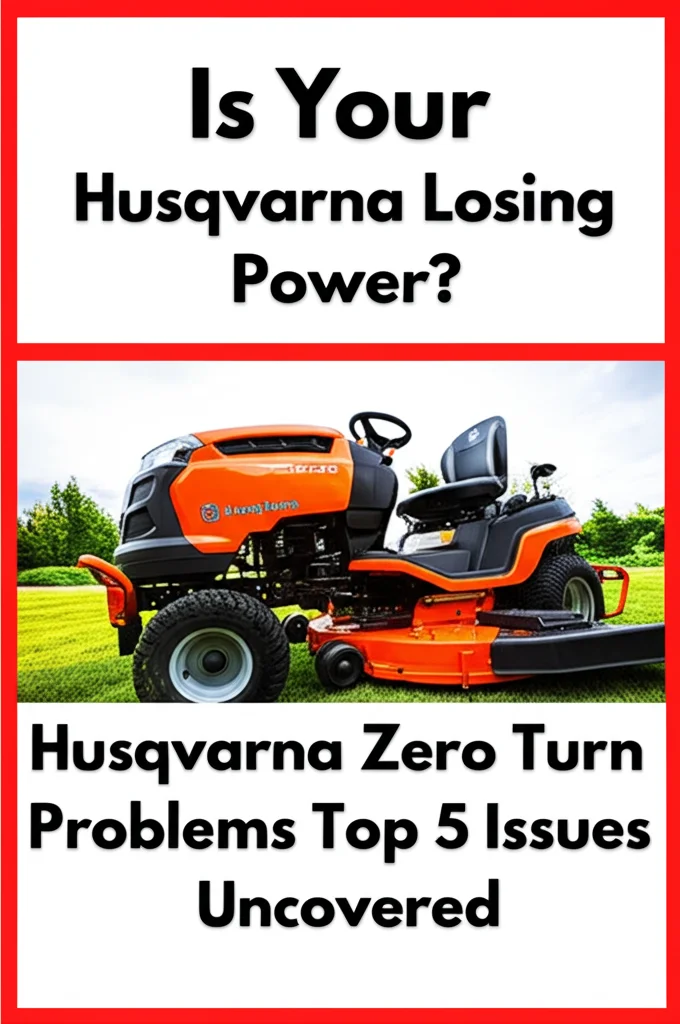 Is Your
Husqvarna Losing
Power?
Husqvarna Zero Turn
Problems Top 5 Issues
Uncovered